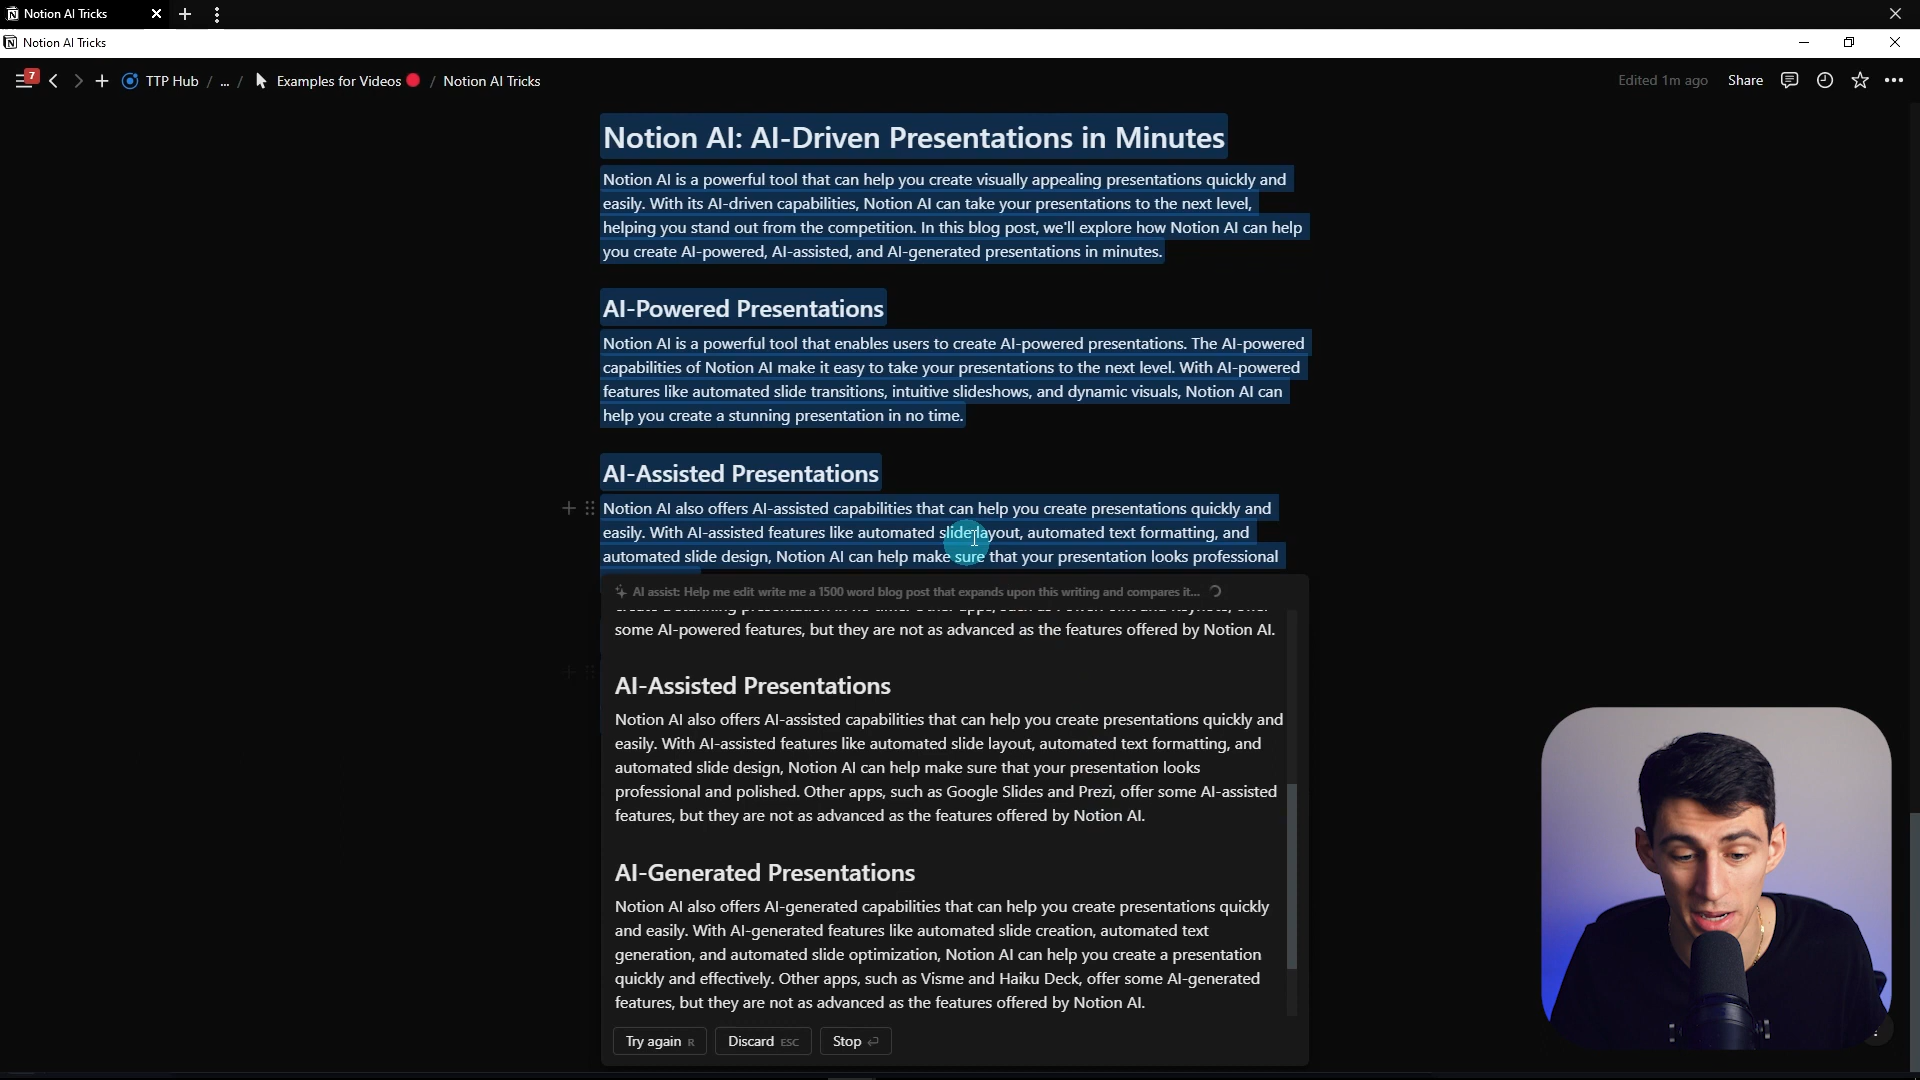 Notion AI Tricks
Notion AI Tricks
7
TTP Hub / ... / Examples for Videos / Notion AI Tricks
Edited 1m ago Share
Notion AI: AI-Driven Presentations in Minutes
Notion AI is a powerful tool that can help you create visually appealing presentations quickly and
easily. With its AI-driven capabilities, Notion AI can take your presentations to the next level,
helping you stand out from the competition. In this blog post, we'll explore how Notion AI can help
you create AI-powered, AI-assisted, and AI-generated presentations in minutes.
AI-Powered Presentations
Notion AI is a powerful tool that enables users to create AI-powered presentations. The AI-powered
capabilities of Notion AI make it easy to take your presentations to the next level. With AI-powered
features like automated slide transitions, intuitive slideshows, and dynamic visuals, Notion AI can
help you create a stunning presentation in no time.
AI-Assisted Presentations
Notion AI also offers AI-assisted capabilities that can help you create presentations quickly and
easily. With AI-assisted features like automated slide layout, automated text formatting, and
automated slide design, Notion AI can help make sure that your presentation looks professional
AI assist: Help me edit write me a 1500 word blog post that expands upon this writing and compares it...
some AI-powered features, but they are not as advanced as the features offered by Notion AI.
AI-Assisted Presentations
Notion AI also offers AI-assisted capabilities that can help you create presentations quickly and
easily. With AI-assisted features like automated slide layout, automated text formatting, and
automated slide design, Notion AI can help make sure that your presentation looks
professional and polished. Other apps, such as Google Slides and Prezi, offer some AI-assisted
features, but they are not as advanced as the features offered by Notion AI.
AI-Generated Presentations
Notion AI also offers AI-generated capabilities that can help you create presentations quickly
and easily. With AI-generated features like automated slide creation, automated text
generation, and automated slide optimization, Notion AI can help you create a presentation
quickly and effectively. Other apps, such as Visme and Haiku Deck, offer some AI-generated
features, but they are not as advanced as the features offered by Notion AI.
Try again R Discard ESC Stop